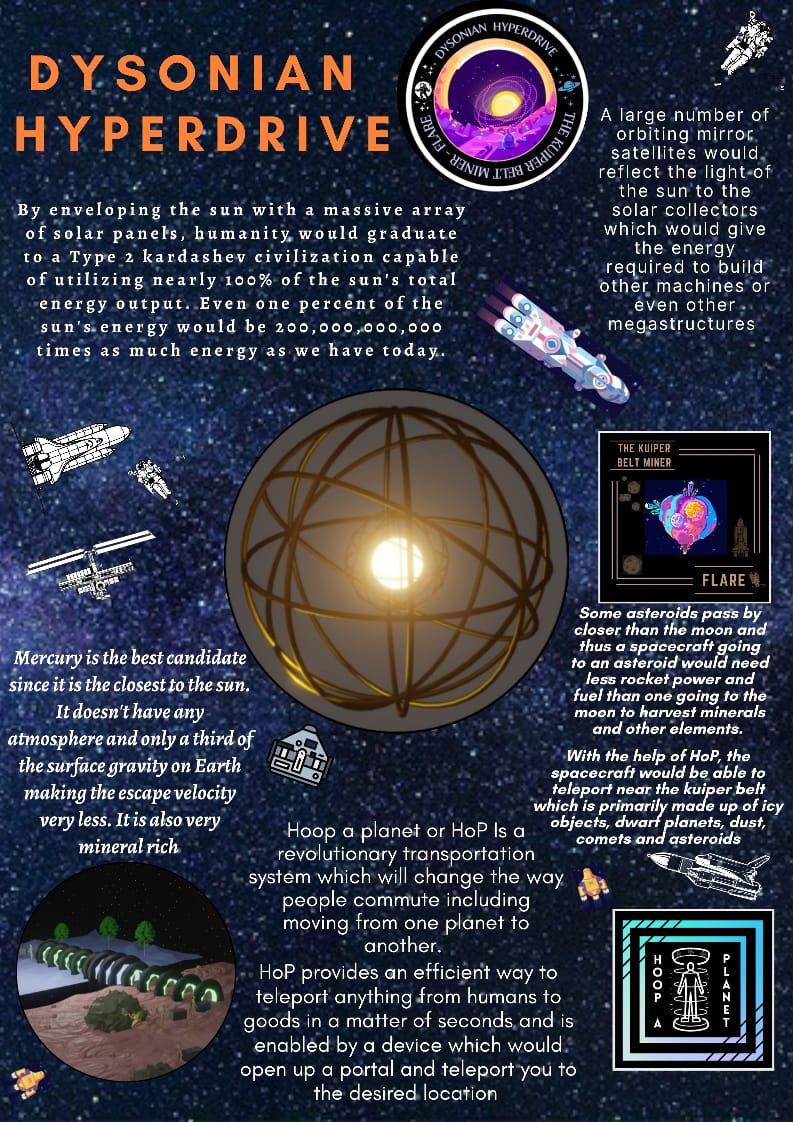 DYSONIAN
HYPERDRIVE
DYSONIAN HYPERDRIVE
THE KUIPER BELT MINER - FLARE
A large number of
orbiting mirror
satellites would
reflect the light of
the sun to the
solar collectors
which would give
the energy
required to build
other machines or
even other
megastructures
By enveloping the sun with a massive array
of solar panels, humanity would graduate
to a Type 2 kardashev civilization capable
of utilizing nearly 100% of the sun's total
energy output. Even one percent of the
sun's energy would be 200,000,000,000
times as much energy as we have today.
THE KUIPER
BELT MINER
FLARE
Some asteroids pass by
closer than the moon and
thus a spacecraft going
to an asteroid would need
less rocket power and
fuel than one going to the
moon to harvest minerals
and other elements.
With the help of HoP, the
spacecraft would be able to
teleport near the kuiper belt
which is primarily made up of icy
objects, dwarf planets, dust,
comets and asteroids
Mercury is the best candidate
since it is the closest to the sun.
It doesn't have any
atmosphere and only a third of
the surface gravity on Earth
making the escape velocity
very less. It is also very
mineral rich
Hoop a planet or HoP Is a
revolutionary transportation
system which will change the way
people commute including
moving from one planet to
another.
HoP provides an efficient way to
teleport anything from humans to
goods in a matter of seconds and is
enabled by a device which would
open up a portal and teleport you to
the desired location
HOOP A
PLANET